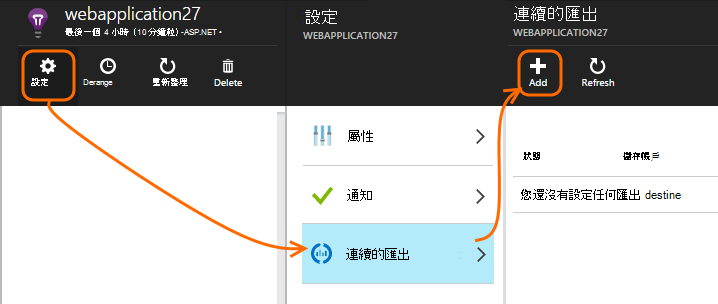 webapplication27
最後一個 4 小時 (10 分鐘粒) -ASP.NET
設定
Derange
重新整理
Delete
設定
WEBAPPLICATION27
屬性
通知
連續的匯出
連續的匯出
WEBAPPLICATION27
Add
Refresh
狀態
儲存帳戶
您還沒有設定任何匯出 destine